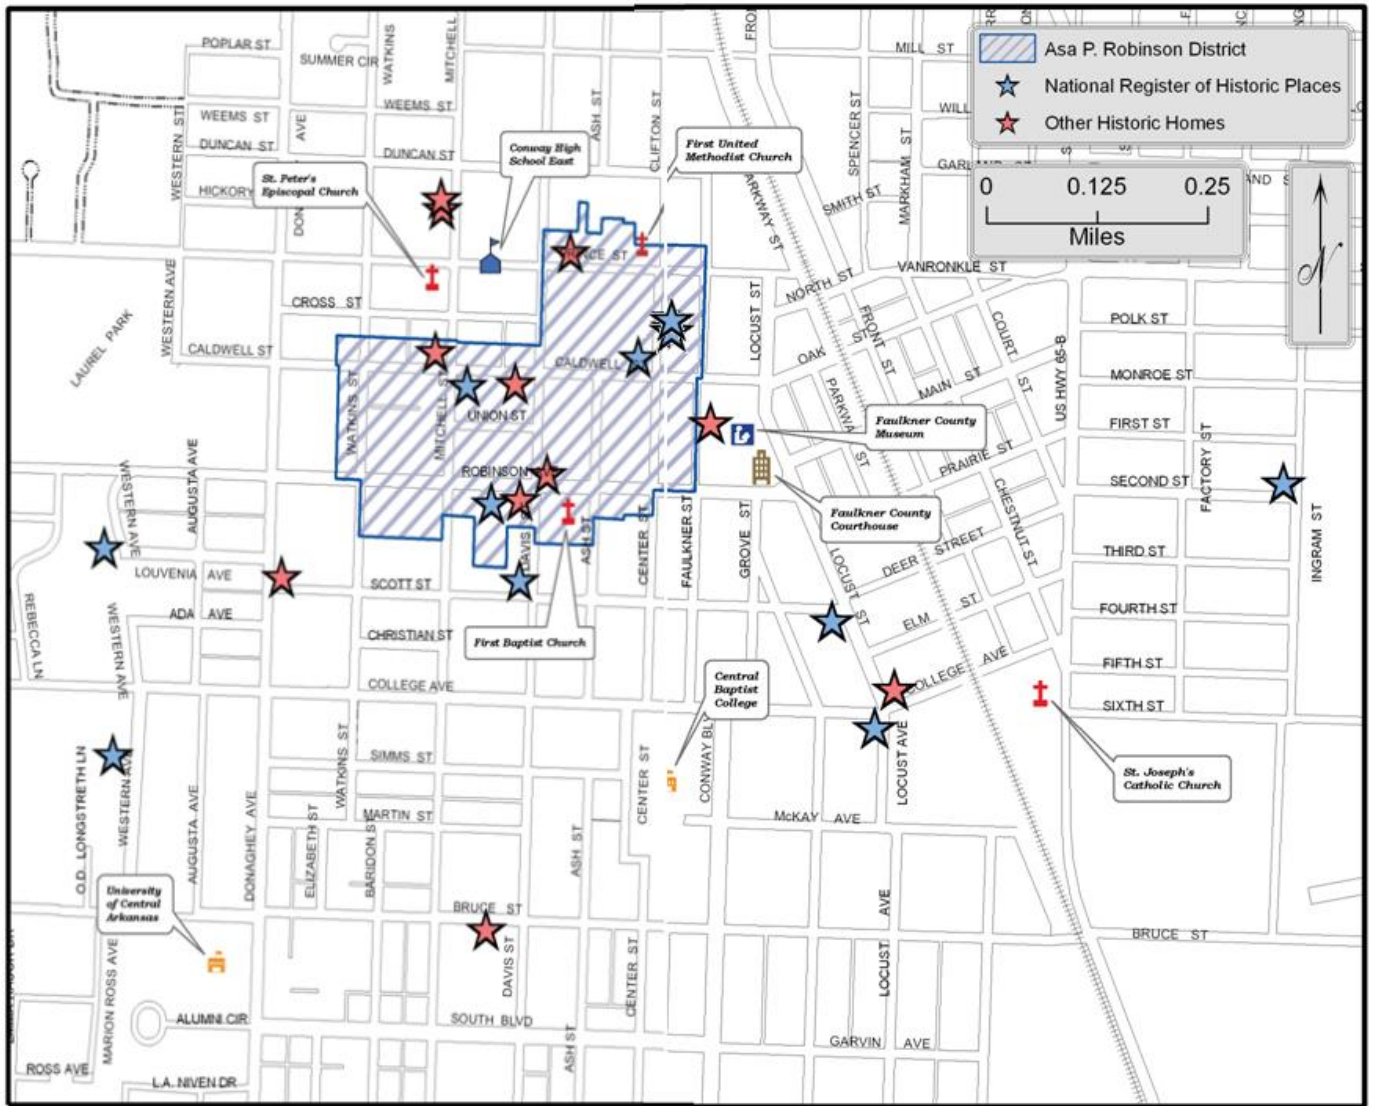 POPLAR ST
SUMMER CIR
WATKINS
MITCHELL
MILL ST
Asa P. Robinson District
National Register of Historic Places
Other Historic Homes
WEEMS ST
WEEMS ST
WESTERN ST
AVE
ASH ST
CLIFTON ST
SPENCER ST
MARKHAM ST
DUNCAN ST
DUNCAN ST
HICKORY
St. Peter's
Episcopal Church
Conway High
School East
First United
Methodist Church
SMITH ST
0 0.125 0.25
Miles
N
ARKWAY ST
NORTH ST
VANRONKLE ST
WESTERN AVE
CROSS ST
CALDWELL ST
LAUREL PARK
CALDWELL
LOCUST ST
OAK ST
FRONT ST
COURT ST
MAIN ST
US HWY 65-B
POLK ST
MONROE ST
FIRST ST
SECOND ST
THIRD ST
FOURTH ST
FIFTH ST
SIXTH ST
FACTORY ST
INGRAM ST
WATKINS ST
MITCHELL ST
UNION ST
ROBINSON
DAVIS
ASH ST
CENTER ST
FAULKNER ST
GROVE ST
PARKWAY ST
PRAIRIE ST
CHESTNUT ST
Faulkner County
Museum
Faulkner County
Courthouse
LOCUST ST
DEER STREET
ELM ST
COLLEGE AVE
WESTERN AVE
AUGUSTA AVE
LOUVENIA AVE
ADA AVE
REBECCA LN
WESTERN AVE
SCOTT ST
CHRISTIAN ST
COLLEGE AVE
First Baptist Church
Central
Baptist
College
St. Joseph's
Catholic Church
O.D. LONGSTRETH LN
WESTERN AVE
AUGUSTA AVE
DONAGHEY AVE
ELIZABETH ST
WATKINS ST
BARIDON ST
SIMMS ST
MARTIN ST
ASH ST
CENTER ST
CONWAY BLV
LOCUST AVE
McKAY AVE
University
of Central
Arkansas
BRUCE ST
BRUCE ST
MARION ROSS AVE
DAVIS ST
CENTER ST
LOCUST AVE
ALUMNI CIR
SOUTH BLVD
ASH ST
GARVIN AVE
ROSS AVE
L.A. NIVEN DR